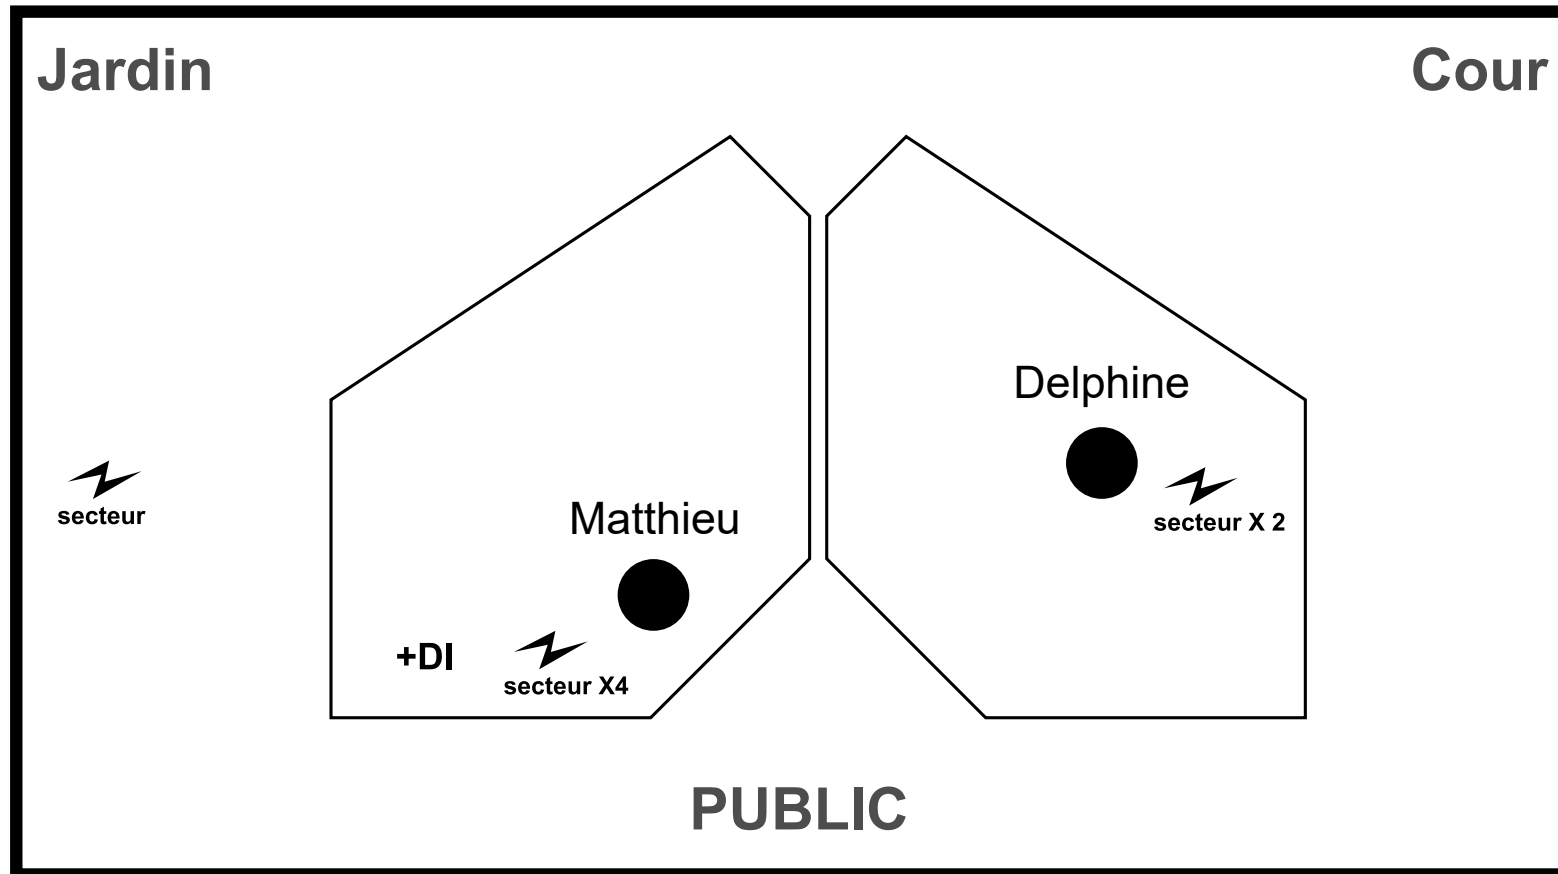 Jardin
Cour
Delphine
secteur
Matthieu
secteur X 2
+DI
secteur X4
PUBLIC